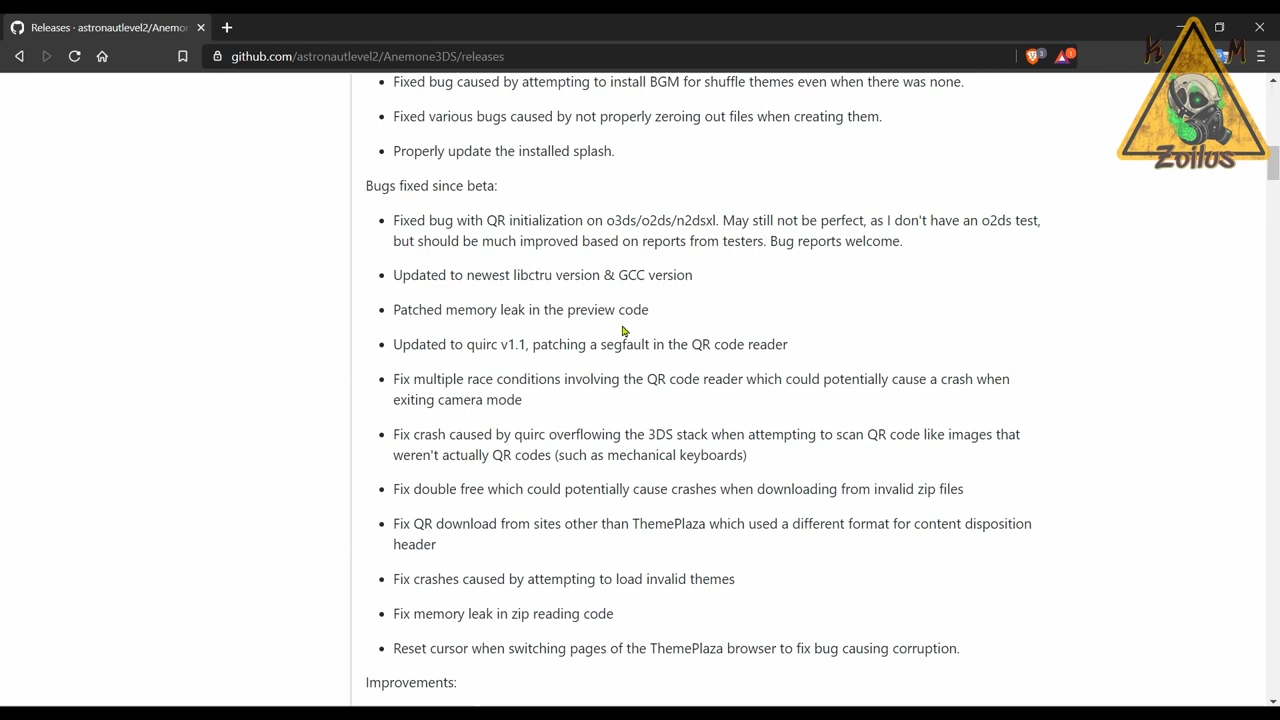 Releases · astronautlevel2/Anemo
github.com/astronautlevel2/Anemone3DS/releases
3
1
Zoilus
• Fixed bug caused by attempting to install BGM for shuffle themes even when there was none.
• Fixed various bugs caused by not properly zeroing out files when creating them.
• Properly update the installed splash.
Bugs fixed since beta:
• Fixed bug with QR initialization on o3ds/o2ds/n2dsxl. May still not be perfect, as I don't have an o2ds test,
but should be much improved based on reports from testers. Bug reports welcome.
• Updated to newest libctru version & GCC version
• Patched memory leak in the preview code
• Updated to quirc v1.1, patching a segfault in the QR code reader
• Fix multiple race conditions involving the QR code reader which could potentially cause a crash when
exiting camera mode
• Fix crash caused by quirc overflowing the 3DS stack when attempting to scan QR code like images that
weren't actually QR codes (such as mechanical keyboards)
• Fix double free which could potentially cause crashes when downloading from invalid zip files
• Fix QR download from sites other than ThemePlaza which used a different format for content disposition
header
• Fix crashes caused by attempting to load invalid themes
• Fix memory leak in zip reading code
• Reset cursor when switching pages of the ThemePlaza browser to fix bug causing corruption.
Improvements: